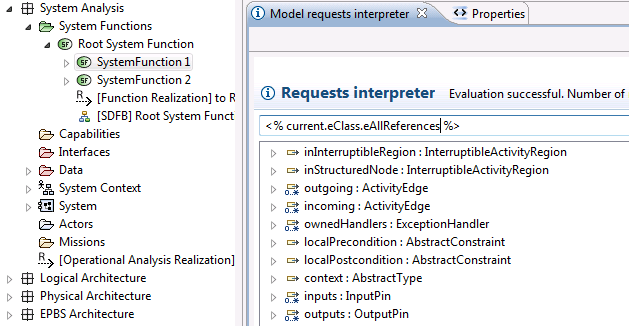 System Analysis
System Functions
Root System Function
SystemFunction 1
SystemFunction 2
[Function Realization] to R
[SDFB] Root System Funct
Capabilities
Interfaces
Data
System Context
System
Actors
Missions
[Operational Analysis Realization]
Logical Architecture
Physical Architecture
EPBS Architecture
Model requests interpreter
Properties
Requests interpreter
Evaluation successful. Number of
<% current.eClass.eAllReferences %>
inInterruptibleRegion : InterruptibleActivityRegion
inStructuredNode : InterruptibleActivityRegion
outgoing : ActivityEdge
incoming : ActivityEdge
ownedHandlers : ExceptionHandler
localPrecondition : AbstractConstraint
localPostcondition : AbstractConstraint
context : AbstractType
inputs : InputPin
outputs : OutputPin